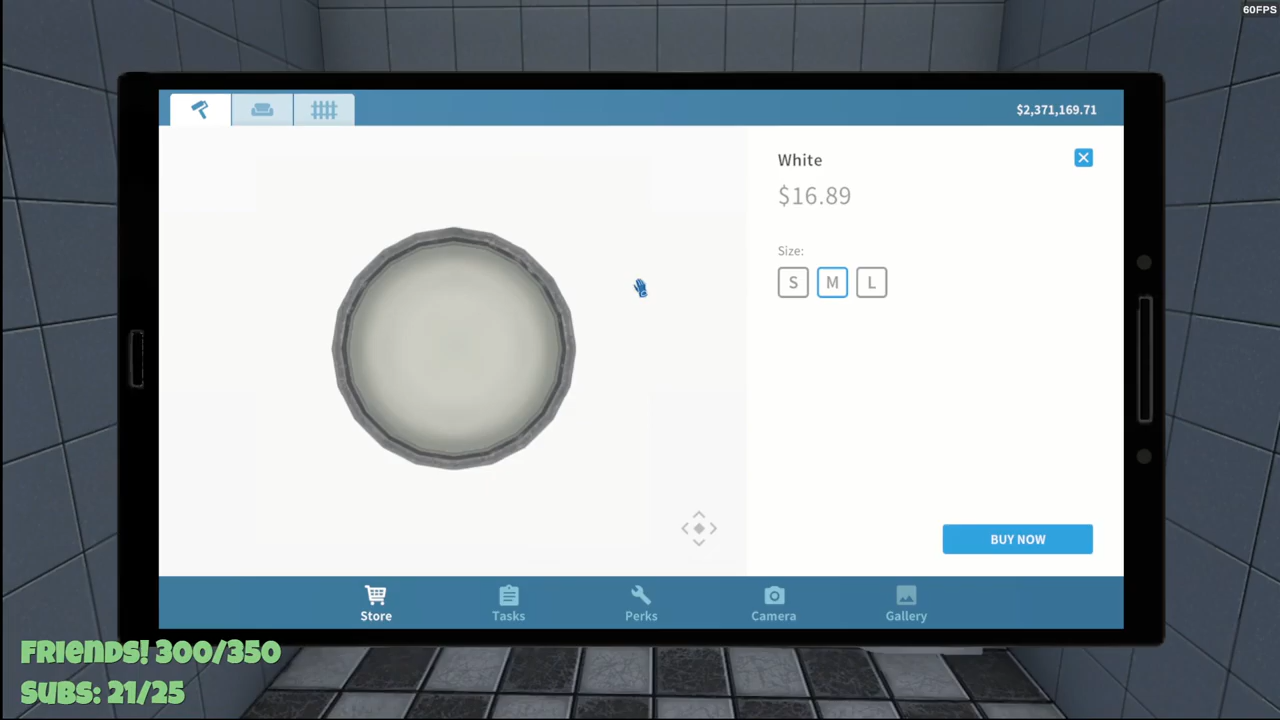 60FPS
$2,371,169.71
White
$16.89
Size:
S M L
BUY NOW
Store Tasks Perks Camera Gallery
Friends! 300/350
Subs: 21/25